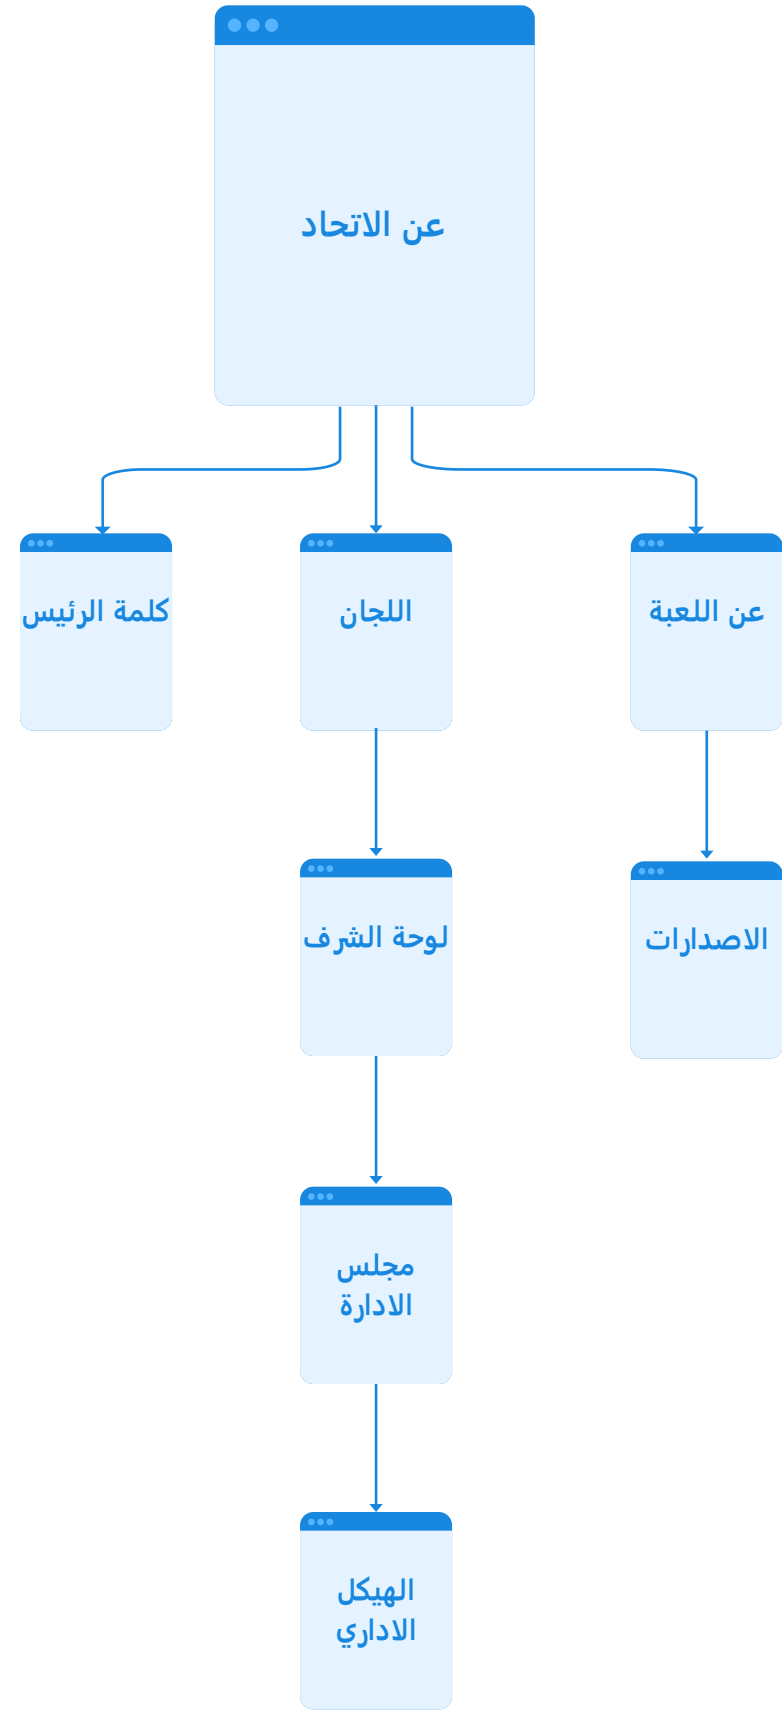 عن الاتحاد
عن اللعبة
اللجان
كلمة الرئيس
لوحة الشرف
الاصدارات
مجلس
الادارة
الهيكل
الاداري